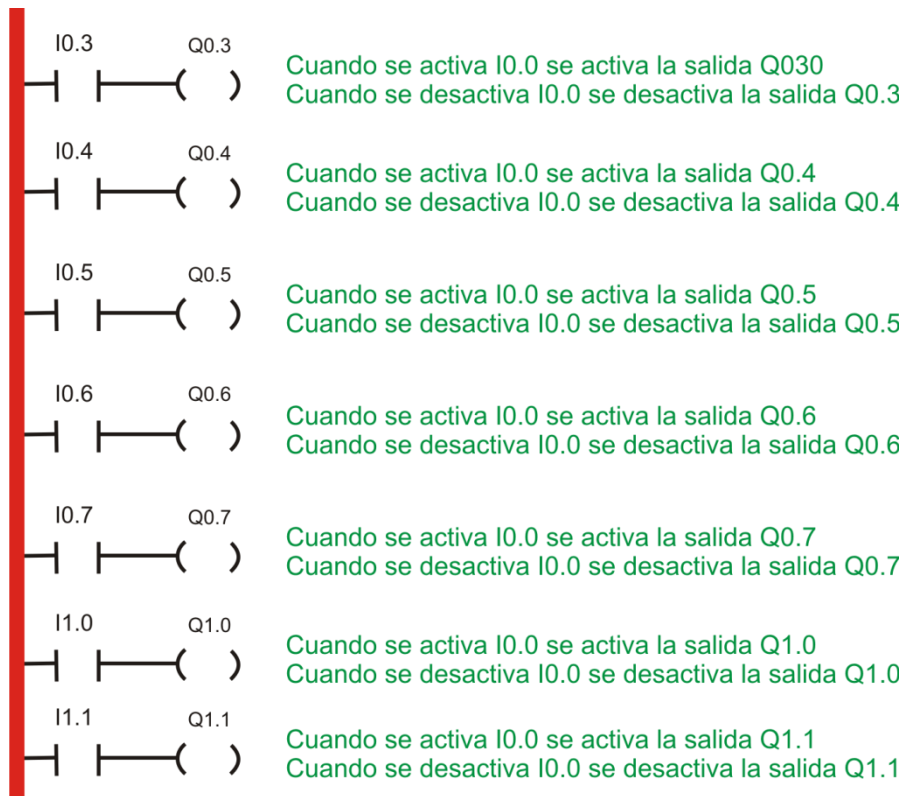 I0.3 Q0.3
Cuando se activa I0.0 se activa la salida Q030
Cuando se desactiva I0.0 se desactiva la salida Q0.3
I0.4 Q0.4
Cuando se activa I0.0 se activa la salida Q0.4
Cuando se desactiva I0.0 se desactiva la salida Q0.4
I0.5 Q0.5
Cuando se activa I0.0 se activa la salida Q0.5
Cuando se desactiva I0.0 se desactiva la salida Q0.5
I0.6 Q0.6
Cuando se activa I0.0 se activa la salida Q0.6
Cuando se desactiva I0.0 se desactiva la salida Q0.6
I0.7 Q0.7
Cuando se activa I0.0 se activa la salida Q0.7
Cuando se desactiva I0.0 se desactiva la salida Q0.7
I1.0 Q1.0
Cuando se activa I0.0 se activa la salida Q1.0
Cuando se desactiva I0.0 se desactiva la salida Q1.0
I1.1 Q1.1
Cuando se activa I0.0 se activa la salida Q1.1
Cuando se desactiva I0.0 se desactiva la salida Q1.1